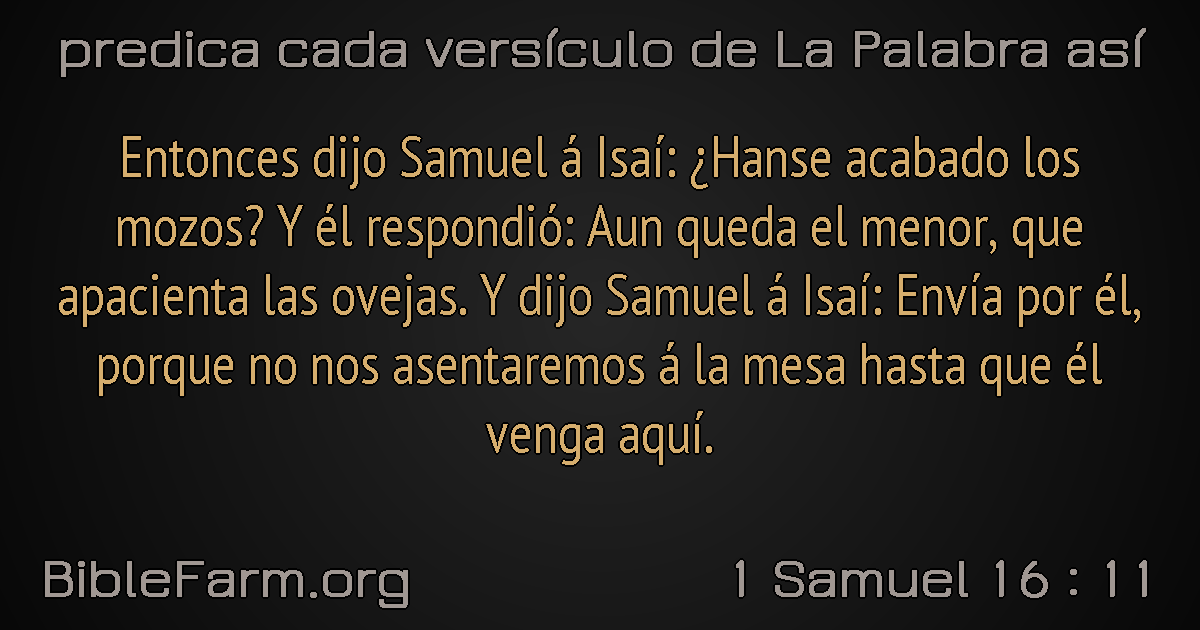 predica cada versículo de La Palabra así
Entonces dijo Samuel á Isaí: ¿Hanse acabado los
mozos? Y él respondió: Aun queda el menor, que
apacienta las ovejas. Y dijo Samuel á Isaí: Envía por él,
porque no nos asentaremos á la mesa hasta que él
venga aquí.
BibleFarm.org
1 Samuel 16 : 11